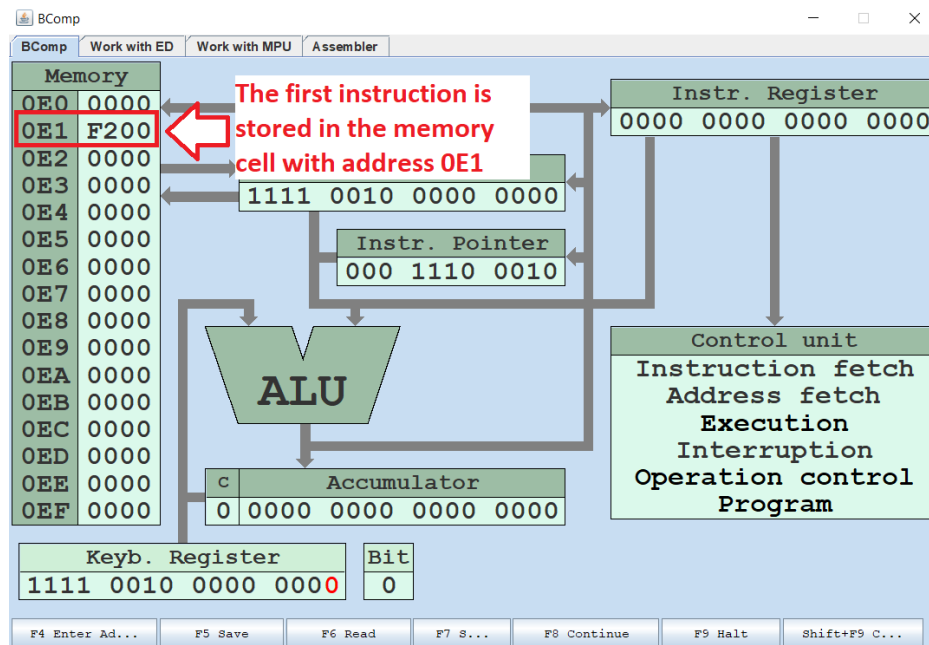 BComp
BComp Work with ED Work with MPU Assembler
Memory
0E0 0000
0E1 F200
0E2 0000
0E3 0000
0E4 0000
0E5 0000
0E6 0000
0E7 0000
0E8 0000
0E9 0000
0EA 0000
0EB 0000
0EC 0000
0ED 0000
0EE 0000
0EF 0000
The first instruction is
stored in the memory
cell with address 0E1
1111 0010 0000 0000
Instr. Pointer
000 1110 0010
ALU
C Accumulator
0 0000 0000 0000 0000
Instr. Register
0000 0000 0000 0000
Control unit
Instruction fetch
Address fetch
Execution
Interruption
Operation control
Program
Keyb. Register
1111 0010 0000 0000
Bit
0
F4 Enter Ad... F5 Save F6 Read F7 S... F8 Continue F9 Halt Shift+F9 C...